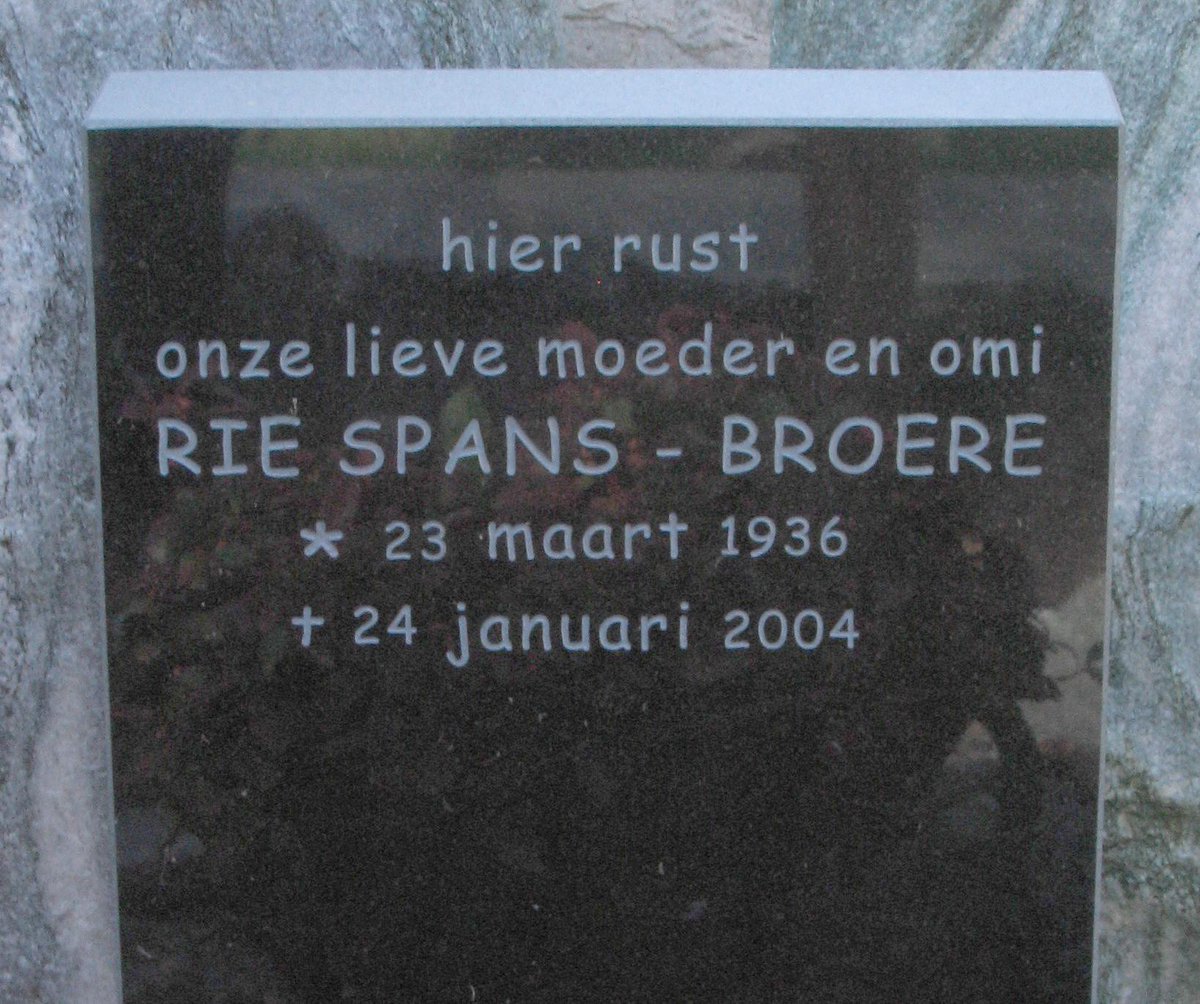 hier rust
onze lieve moeder en omi
RIE SPANS - BROERE
* 23 maart 1936
† 24 januari 2004